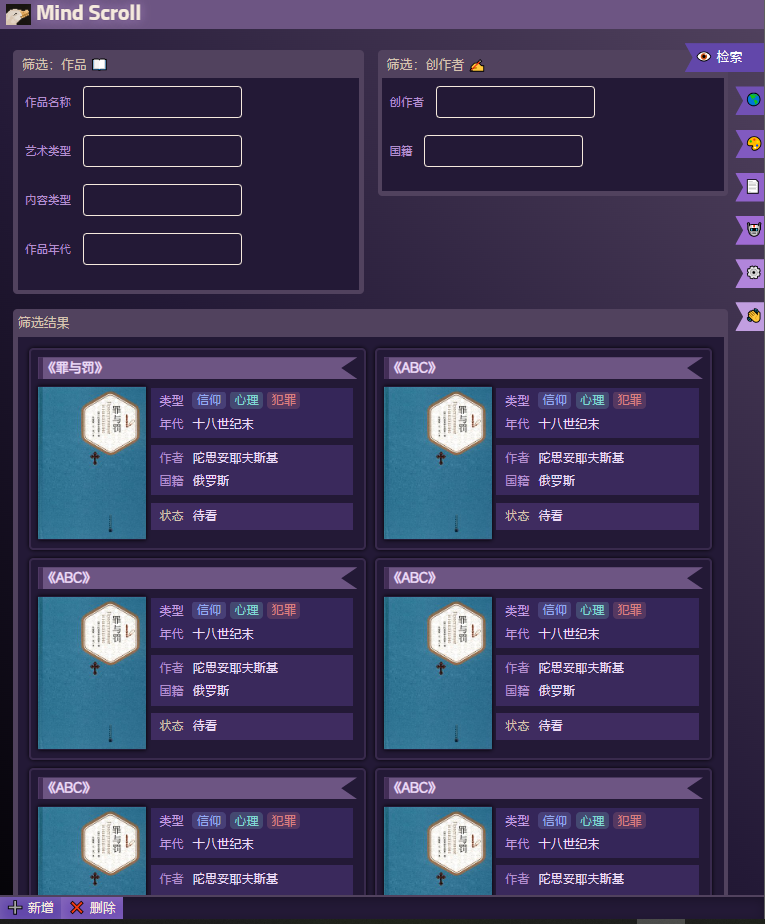 Mind Scroll
检索
筛选：作品
作品名称
艺术类型
内容类型
作品年代
筛选：创作者
创作者
国籍
筛选结果
《罪与罚》
罪与罚
类型 信仰 心理 犯罪
年代 十八世纪末
作者 陀思妥耶夫斯基
国籍 俄罗斯
状态 待看
《ABC》
罪与罚
类型 信仰 心理 犯罪
年代 十八世纪末
作者 陀思妥耶夫斯基
国籍 俄罗斯
状态 待看
《ABC》
罪与罚
类型 信仰 心理 犯罪
年代 十八世纪末
作者 陀思妥耶夫斯基
国籍 俄罗斯
状态 待看
《ABC》
罪与罚
类型 信仰 心理 犯罪
年代 十八世纪末
作者 陀思妥耶夫斯基
国籍 俄罗斯
状态 待看
《ABC》
罪与罚
类型 信仰 心理 犯罪
年代 十八世纪末
作者 陀思妥耶夫斯基
《ABC》
罪与罚
类型 信仰 心理 犯罪
年代 十八世纪末
作者 陀思妥耶夫斯基
新增 删除